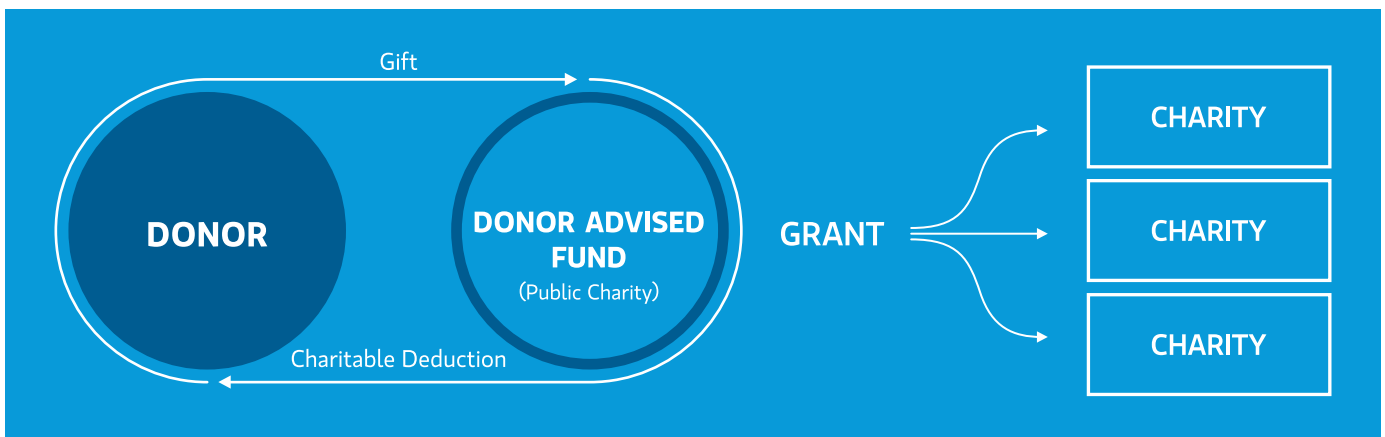 Gift
DONOR
DONOR ADVISED
FUND
(Public Charity)
Charitable Deduction
GRANT
CHARITY
CHARITY
CHARITY